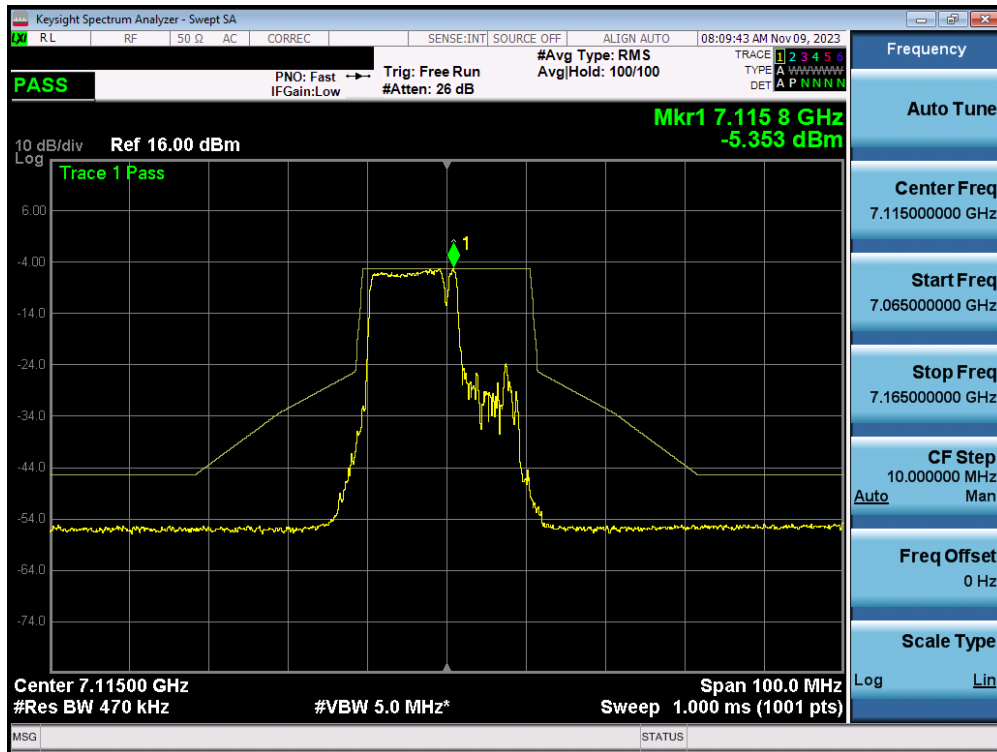 Keysight Spectrum Analyzer - Swept SA
LXI RL RF 50 Ω AC CORREC SENSE:INT SOURCE OFF ALIGN AUTO 08:09:43 AM Nov 09, 2023
PASS
PNO: Fast
IFGain:Low
Trig: Free Run
#Atten: 26 dB
#Avg Type: RMS
Avg|Hold: 100/100
TRACE 1 2 3 4 5 6
TYPE A WWWWW
DET A P N N N N
Mkr1 7.115 8 GHz
-5.353 dBm
10 dB/div
Log
Ref 16.00 dBm
Trace 1 Pass
1
6.00
-4.00
-14.0
-24.0
-34.0
-44.0
-54.0
-64.0
-74.0
Center 7.11500 GHz
Span 100.0 MHz
#Res BW 470 kHz
#VBW 5.0 MHz*
Sweep 1.000 ms (1001 pts)
MSG
STATUS
Frequency
Auto Tune
Center Freq
7.115000000 GHz
Start Freq
7.065000000 GHz
Stop Freq
7.165000000 GHz
CF Step
10.000000 MHz
Auto Man
Freq Offset
0 Hz
Scale Type
Log Lin